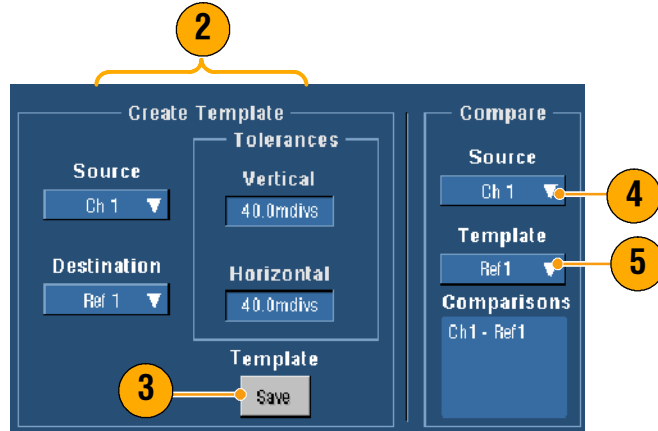 2
Create Template
Source
Ch 1
Destination
Ref 1
Tolerances
Vertical
40.0mdivs
Horizontal
40.0mdivs
Template
3
Save
Compare
Source
Ch 1
4
Template
Ref1
5
Comparisons
Ch1 - Ref1